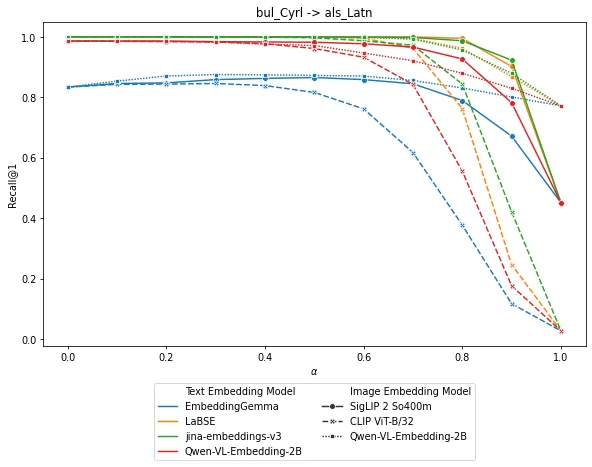 bul_Cyrl -> als_Latn
Recall@1
1.0
0.8
0.6
0.4
0.2
0.0
0.0 0.2 0.4 0.6 0.8 1.0
α
Text Embedding Model Image Embedding Model
EmbeddingGemma SigLIP 2 So400m
LaBSE CLIP ViT-B/32
jina-embeddings-v3 Qwen-VL-Embedding-2B
Qwen-VL-Embedding-2B